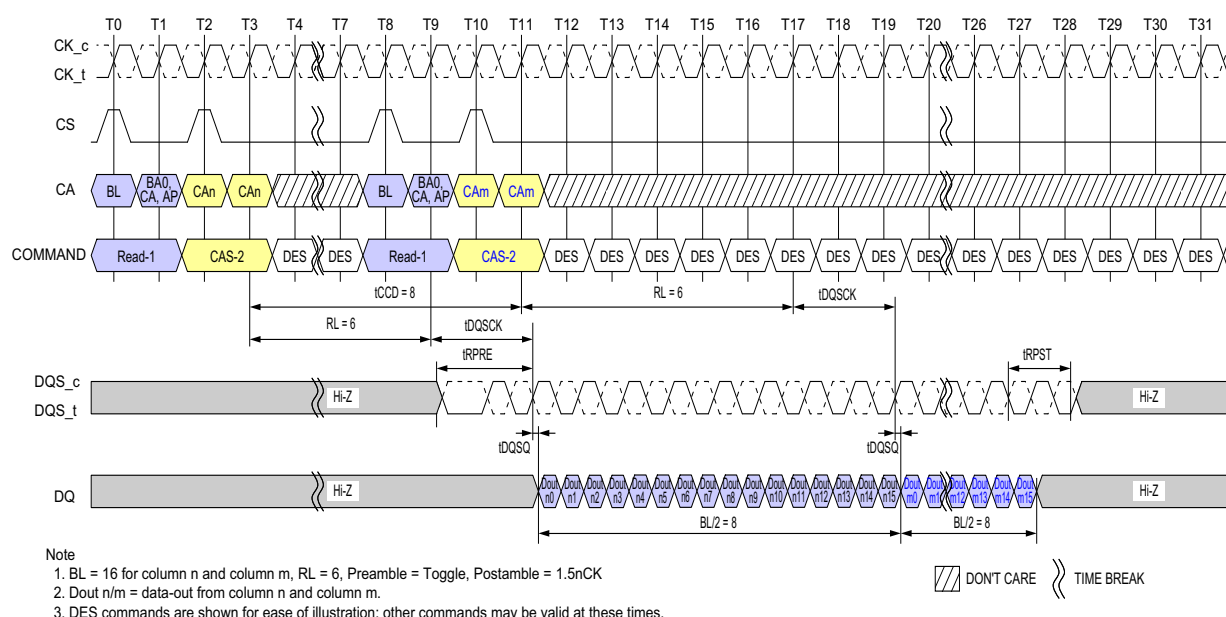 T0 T1 T2 T3 T4 T7 T8 T9 T10 T11 T12 T13 T14 T15 T16 T17 T18 T19 T20 T26 T27 T28 T29 T30 T31
CK_c
CK_t
CS
CA BL BA0, CA, AP CAn CAn BL BA0, CA, AP CAm CAm
COMMAND Read-1 CAS-2 DES DES Read-1 CAS-2 DES DES DES DES DES DES DES DES DES DES DES DES DES DES DES
tCCD = 8 RL = 6 tDQSCK
RL = 6 tDQSCK
tRPRE tRPST
DQS_c
DQS_t
Hi-Z Hi-Z
tDQSQ tDQSQ
DQ Hi-Z Dout n0 Dout n1 Dout n2 Dout n3 Dout n4 Dout n5 Dout n6 Dout n7 Dout n8 Dout n9 Dout n10 Dout n11 Dout n12 Dout n13 Dout n14 Dout n15 Dout m0 Dout m1 Dout m12 Dout m13 Dout m14 Dout m15 Hi-Z
BL/2 = 8 BL/2 = 8
Note
1. BL = 16 for column n and column m, RL = 6, Preamble = Toggle, Postamble = 1.5nCK
2. Dout n/m = data-out from column n and column m.
3. DES commands are shown for ease of illustration; other commands may be valid at these times.
DON'T CARE TIME BREAK